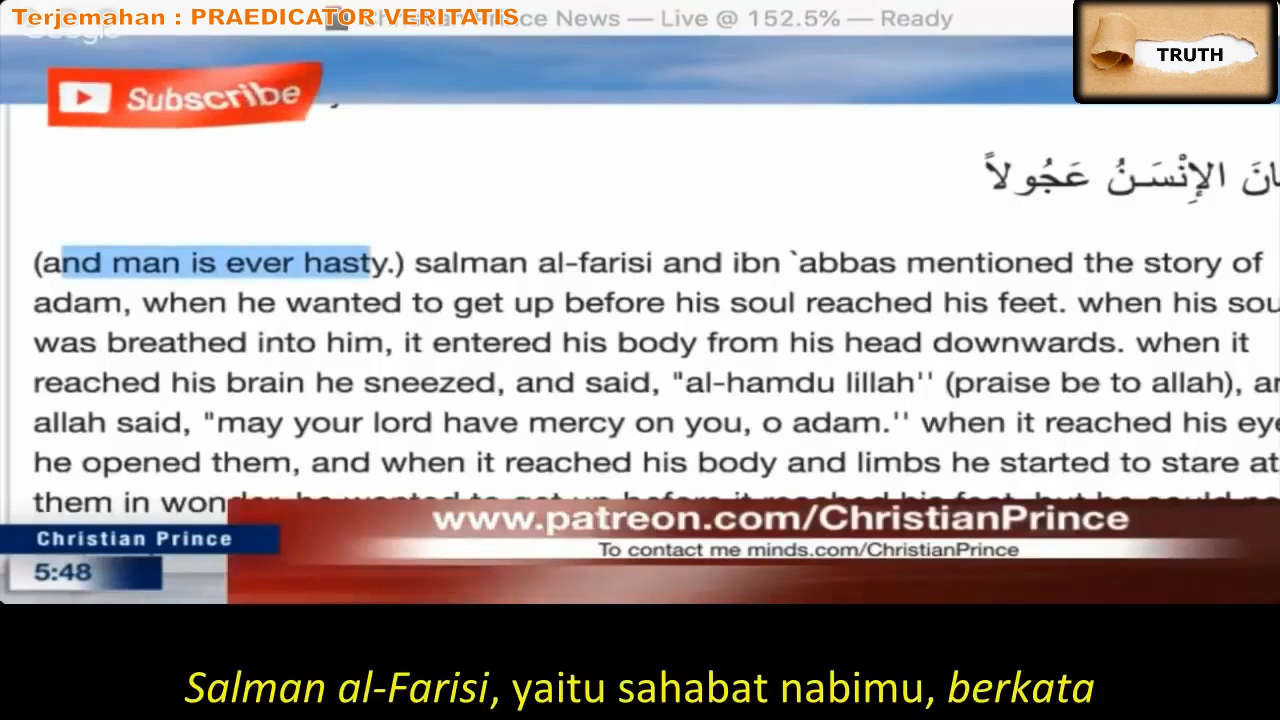 Terjemahan : PRAEDICATOR VERITATIS
News — Live @ 152.5% — Ready
Google
TRUTH
Subscribe
الإِنْسَـنُ عَجُولاً
(and man is ever hasty.) salman al-farisi and ibn `abbas mentioned the story of
adam, when he wanted to get up before his soul reached his feet. when his
was breathed into him, it entered his body from his head downwards. when it
reached his brain he sneezed, and said, "al-hamdu lillah'' (praise be to allah),
allah said, "may your lord have mercy on you, o adam.'' when it reached his
he opened them, and when it reached his body and limbs he started to stare at
them in
www.patreon.com/ChristianPrince
To contact me minds.com/ChristianPrince
Christian Prince
5:48
Salman al-Farisi, yaitu sahabat nabimu, berkata